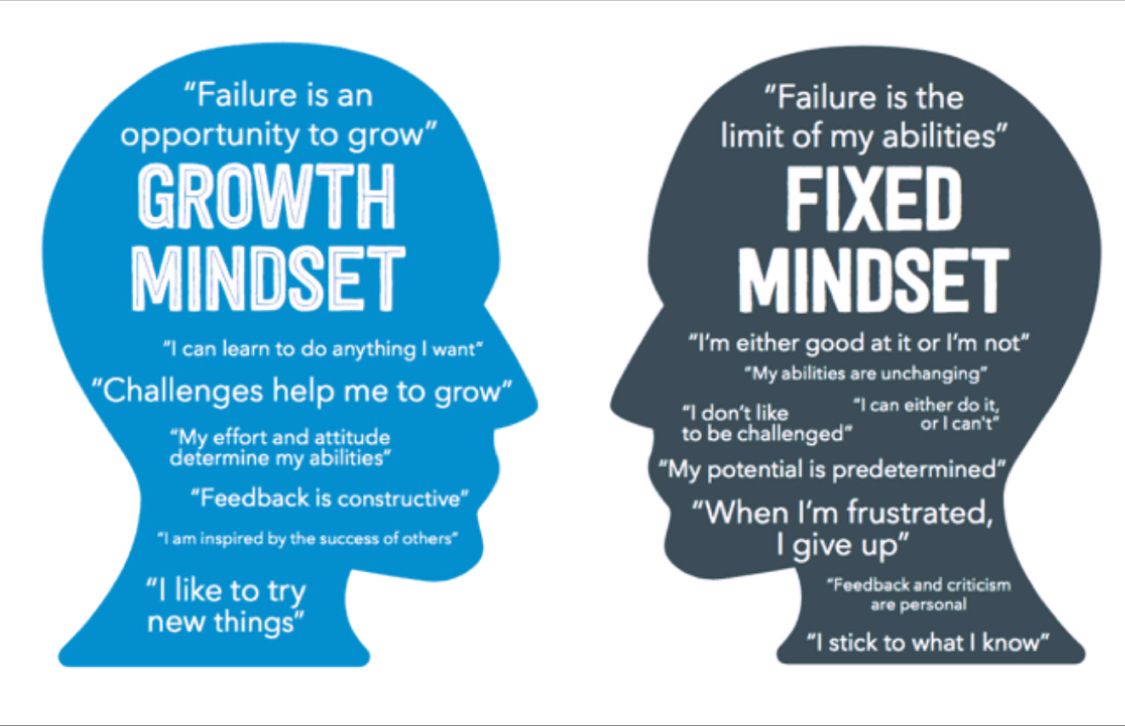 “Failure is an
opportunity to grow”
GROWTH
MINDSET
“I can learn to do anything I want”
“Challenges help me to grow”
“My effort and attitude
determine my abilities”
“Feedback is constructive”
“I am inspired by the success of others”
“I like to try
new things”
“Failure is the
limit of my abilities”
FIXED
MINDSET
“I’m either good at it or I’m not”
“My abilities are unchanging”
“I don’t like
to be challenged”
“I can either do it,
or I can't”
“My potential is predetermined”
“When I’m frustrated,
I give up”
“Feedback and criticism
are personal
“I stick to what I know”